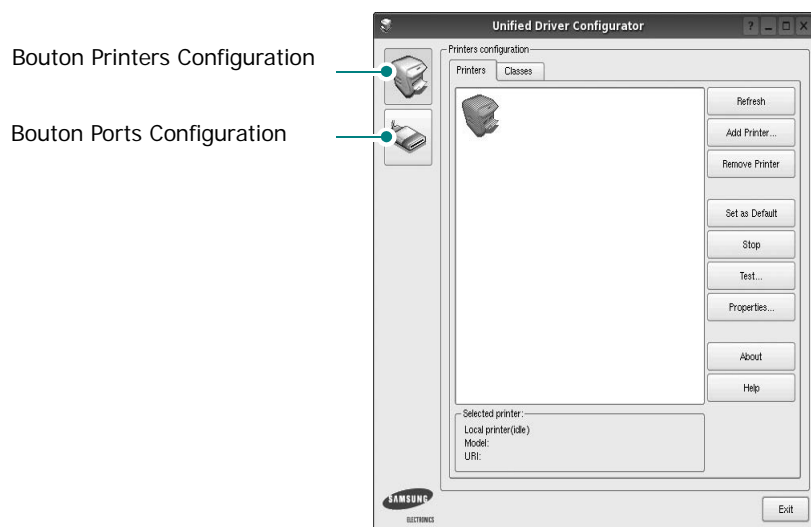 Unified Driver Configurator
Bouton Printers Configuration
Bouton Ports Configuration
Printers configuration
Printers
Classes
Refresh
Add Printer...
Remove Printer
Set as Default
Stop
Test...
Properties...
About
Help
Selected printer:
Local printer(idle)
Model:
URI:
SAMSUNG
ELECTRONICS
Exit